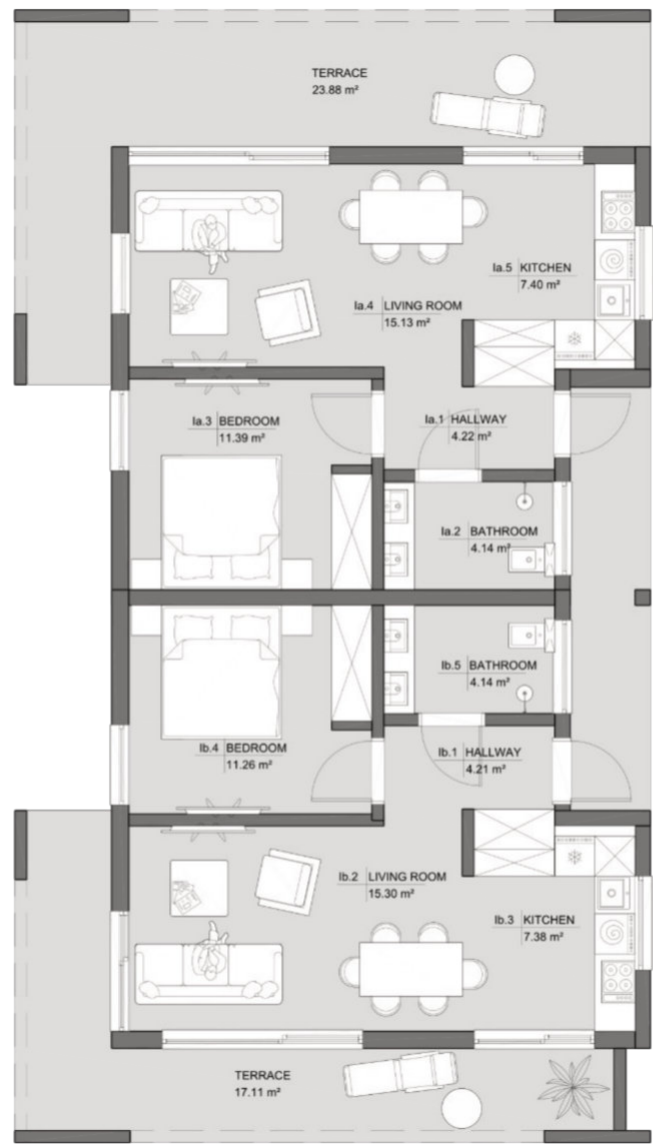 TERRACE
23.88 m²
Ia.5 KITCHEN
7.40 m²
Ia.4 LIVING ROOM
15.13 m²
Ia.3 BEDROOM
11.39 m²
Ia.1 HALLWAY
4.22 m²
Ia.2 BATHROOM
4.14 m²
Ib.5 BATHROOM
4.14 m²
Ib.4 BEDROOM
11.26 m²
Ib.1 HALLWAY
4.21 m²
Ib.2 LIVING ROOM
15.30 m²
Ib.3 KITCHEN
7.38 m²
TERRACE
17.11 m²